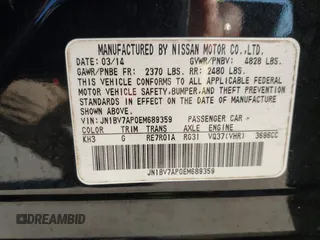 MANUFACTURED BY NISSAN MOTOR CO.,LTD.
DATE: 03/14 GVWR/PNBV: 4828 LBS.
GAWR/PNBE FR: 2370 LBS. RR: 2480 LBS.
THIS VEHICLE CONFORMS TO ALL APPLICABLE FEDERAL
MOTOR VEHICLE SAFETY,BUMPER,AND THEFT
PREVENTION STANDARDS IN EFFECT ON THE DATE OF
MANUFACTURE SHOWN ABOVE.
VIN: JN1BV7AP0EM689359 PASSENGER CAR
COLOR TRIM TRANS AXLE ENGINE
KH3 G RE7R01A RG31 VQ37(VHR) 3696CC
JN1BV7AP0EM689359
DREAMBID